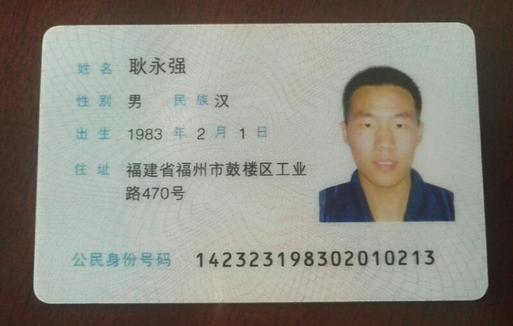 姓名 耿永强
性别 男 民族 汉
出生 1983 年 2 月 1 日
住址 福建省福州市鼓楼区工业
路470号
公民身份号码 142323198302010213